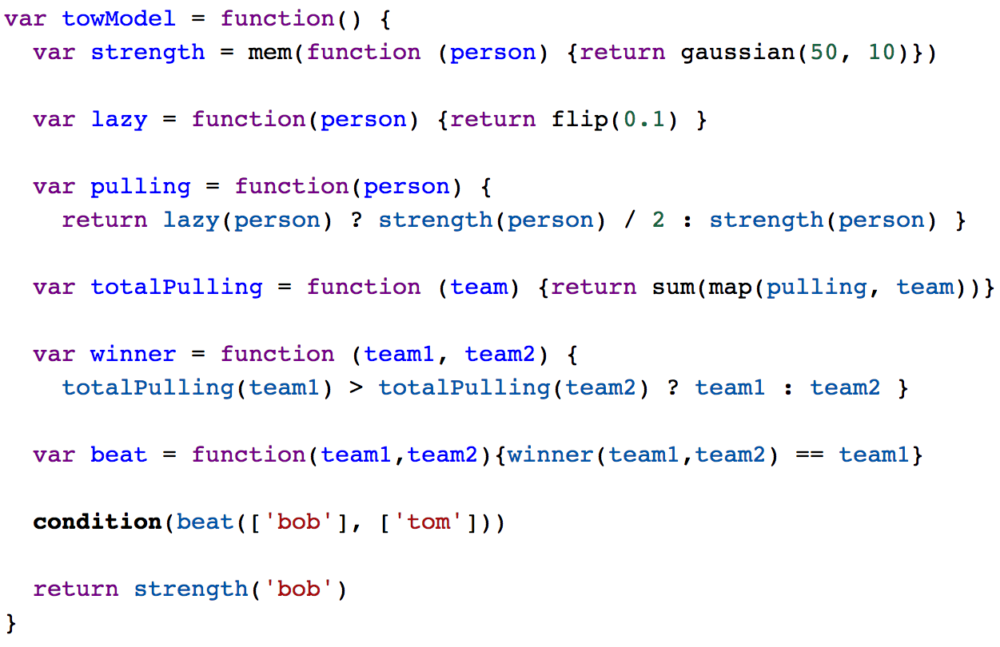 var towModel = function() {
  var strength = mem(function (person) {return gaussian(50, 10)})
  var lazy = function(person) {return flip(0.1) }
  var pulling = function(person) {
    return lazy(person) ? strength(person) / 2 : strength(person) }
  var totalPulling = function (team) {return sum(map(pulling, team))}
  var winner = function (team1, team2) {
    totalPulling(team1) > totalPulling(team2) ? team1 : team2 }
  var beat = function(team1,team2){winner(team1,team2) == team1}
  condition(beat(['bob'], ['tom']))
  return strength('bob')
}